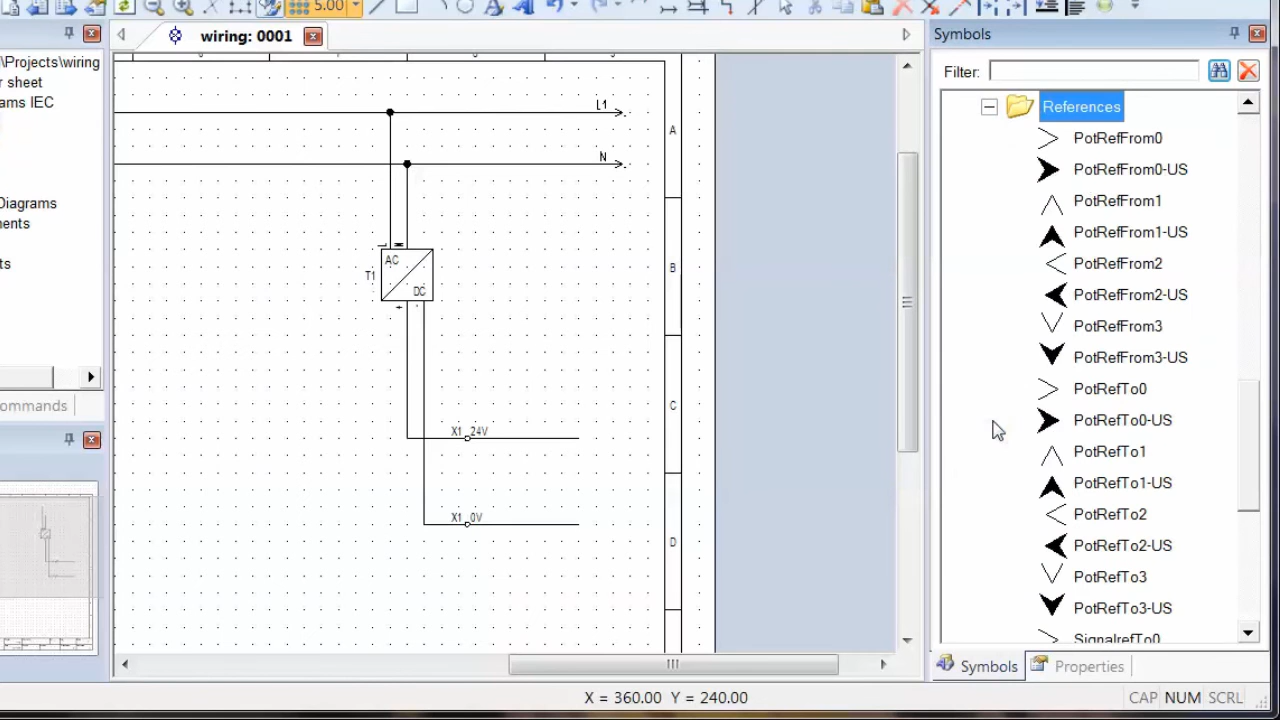 5.00
\Projects\wiring
r sheet
ams IEC
Diagrams
ments
ts
ommands
wiring: 0001
L1
N
A
B
C
D
AC
T1
DC
X1 24V
X1 0V
Symbols
Filter:
References
PotRefFrom0
PotRefFrom0-US
PotRefFrom1
PotRefFrom1-US
PotRefFrom2
PotRefFrom2-US
PotRefFrom3
PotRefFrom3-US
PotRefTo0
PotRefTo0-US
PotRefTo1
PotRefTo1-US
PotRefTo2
PotRefTo2-US
PotRefTo3
PotRefTo3-US
SignalrefTo0
Symbols
Properties
X = 360.00 Y = 240.00
CAP NUM SCRL